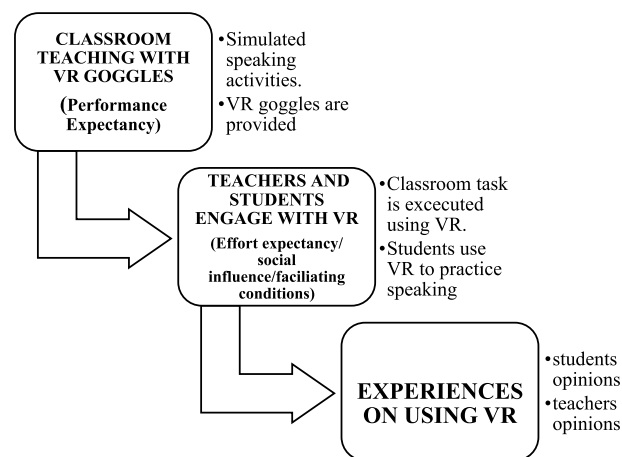 CLASSROOM
TEACHING WITH
VR GOGGLES
(Performance
Expectancy)
•Simulated
speaking
activities.
•VR goggles are
provided
TEACHERS AND
STUDENTS
ENGAGE WITH VR
(Effort expectancy/
social
influence/faciliating
conditions)
•Classroom task
is excecuted
using VR.
•Students use
VR to practice
speaking
EXPERIENCES
ON USING VR
•students
opinions
•teachers
opinions